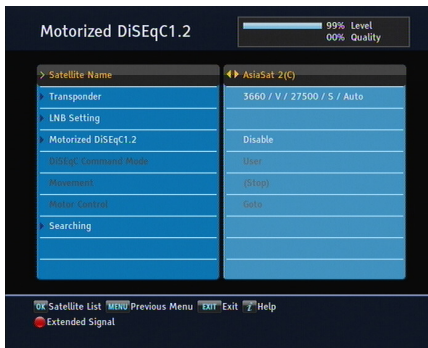 Motorized DiSEqC1.2
99% Level
00% Quality
Satellite Name AsiaSat 2(C)
Transponder 3660 / V / 27500 / S / Auto
LNB Setting
Motorized DiSEqC1.2 Disable
DiSEqC Command Mode User
Movement (Stop)
Motor Control Goto
Searching
OK Satellite List MENU Previous Menu EXIT Exit i Help
Extended Signal